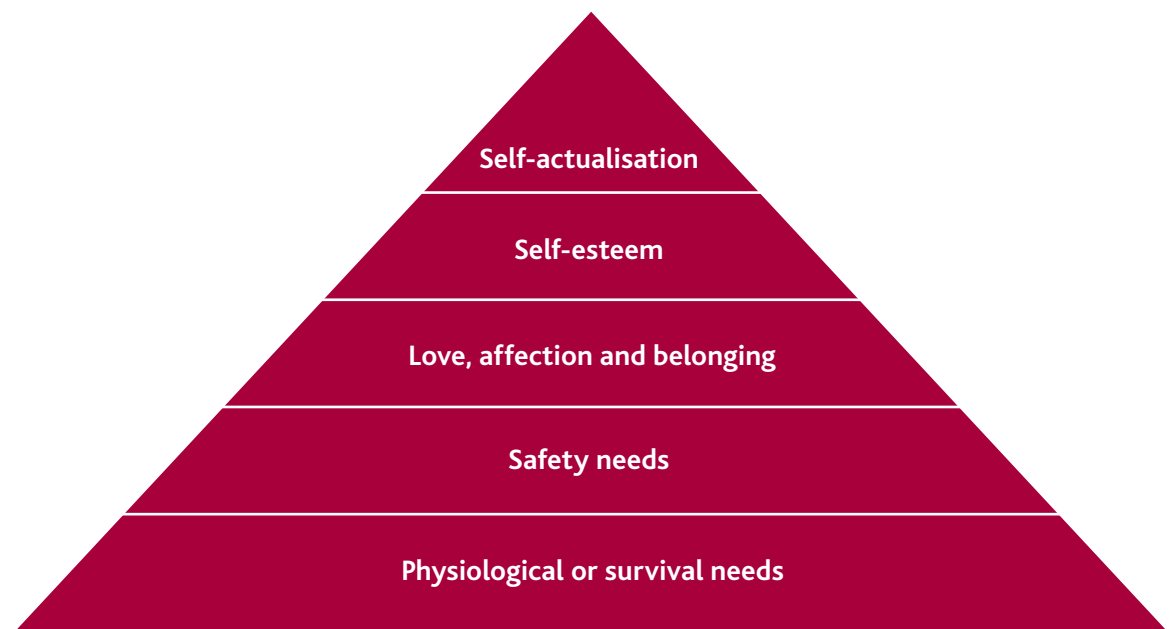 Self-actualisation
Self-esteem
Love, affection and belonging
Safety needs
Physiological or survival needs